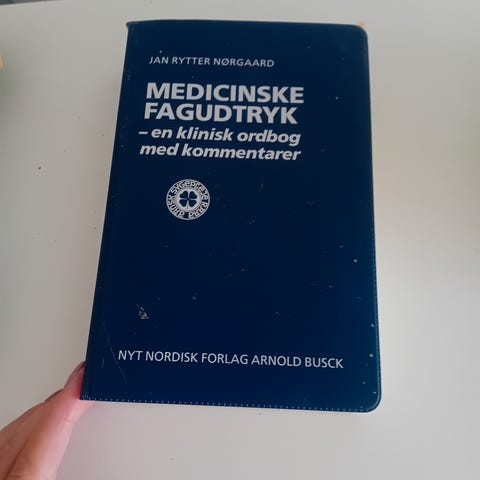 JAN RYTTER NØRGAARD
MEDICINSKE
FAGUDTRYK
– en klinisk ordbog
med kommentarer
NYT NORDISK FORLAG ARNOLD BUSCK